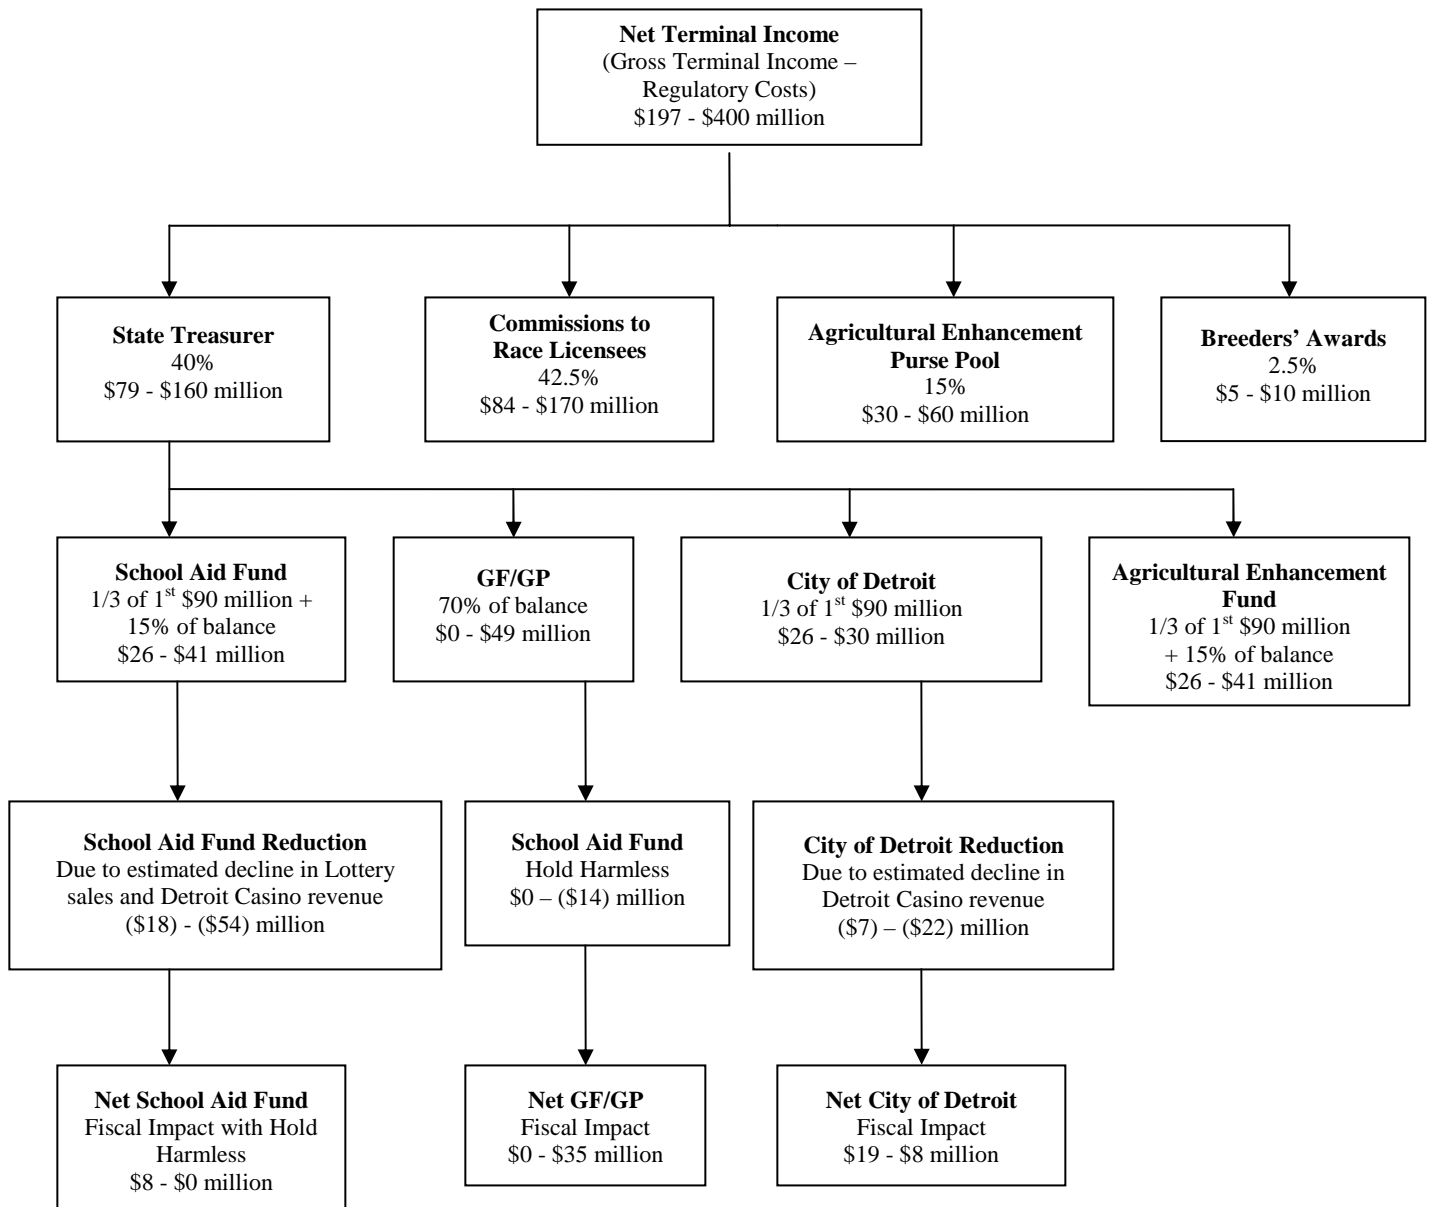 Net Terminal Income
(Gross Terminal Income –
Regulatory Costs)
$197 - $400 million
State Treasurer
40%
$79 - $160 million
Commissions to
Race Licensees
42.5%
$84 - $170 million
Agricultural Enhancement
Purse Pool
15%
$30 - $60 million
Breeders’ Awards
2.5%
$5 - $10 million
School Aid Fund
1/3 of 1st $90 million +
15% of balance
$26 - $41 million
GF/GP
70% of balance
$0 - $49 million
City of Detroit
1/3 of 1st $90 million
$26 - $30 million
Agricultural Enhancement
Fund
1/3 of 1st $90 million
+ 15% of balance
$26 - $41 million
School Aid Fund Reduction
Due to estimated decline in Lottery
sales and Detroit Casino revenue
($18) - ($54) million
School Aid Fund
Hold Harmless
$0 – ($14) million
City of Detroit Reduction
Due to estimated decline in
Detroit Casino revenue
($7) – ($22) million
Net School Aid Fund
Fiscal Impact with Hold
Harmless
$8 - $0 million
Net GF/GP
Fiscal Impact
$0 - $35 million
Net City of Detroit
Fiscal Impact
$19 - $8 million